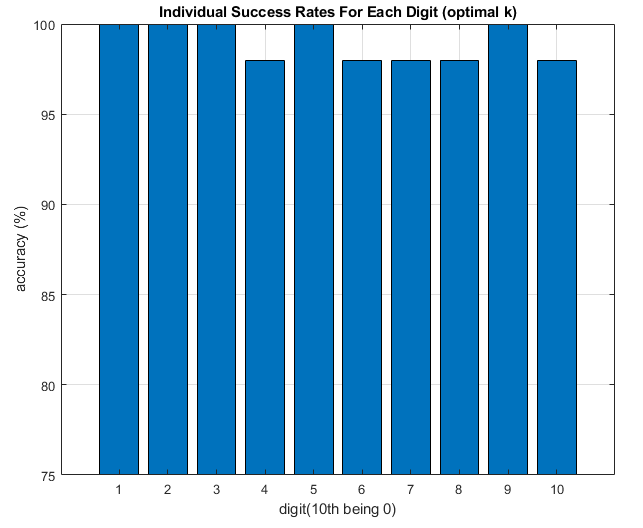 Individual Success Rates For Each Digit (optimal k)
100
95
90
85
80
75
accuracy (%)
1 2 3 4 5 6 7 8 9 10
digit(10th being 0)